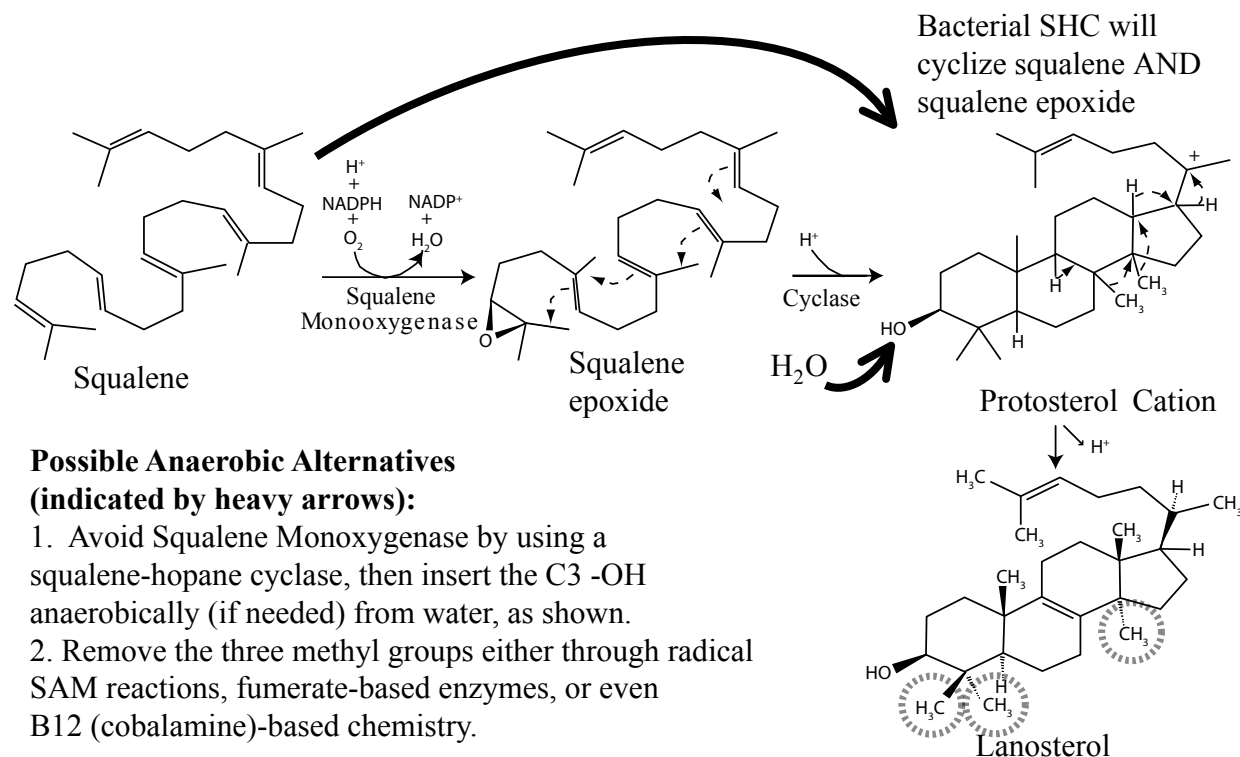 Bacterial SHC will
cyclize squalene AND
squalene epoxide
H⁺
+
NADPH
+
O₂
NADP⁺
+
H₂O
Squalene
Monooxygenase
Squalene
O
Squalene
epoxide
H⁺
Cyclase
H₂O
+
H
H
H
CH₃
CH₃
HO
H
Protosterol Cation
H⁺
H₃C
CH₃
H
CH₃
CH₃
H
CH₃
CH₃
HO
H
H₃C
CH₃
Lanosterol
Possible Anaerobic Alternatives
(indicated by heavy arrows):
1. Avoid Squalene Monoxygenase by using a
squalene-hopane cyclase, then insert the C3 -OH
anaerobically (if needed) from water, as shown.
2. Remove the three methyl groups either through radical
SAM reactions, fumerate-based enzymes, or even
B12 (cobalamine)-based chemistry.